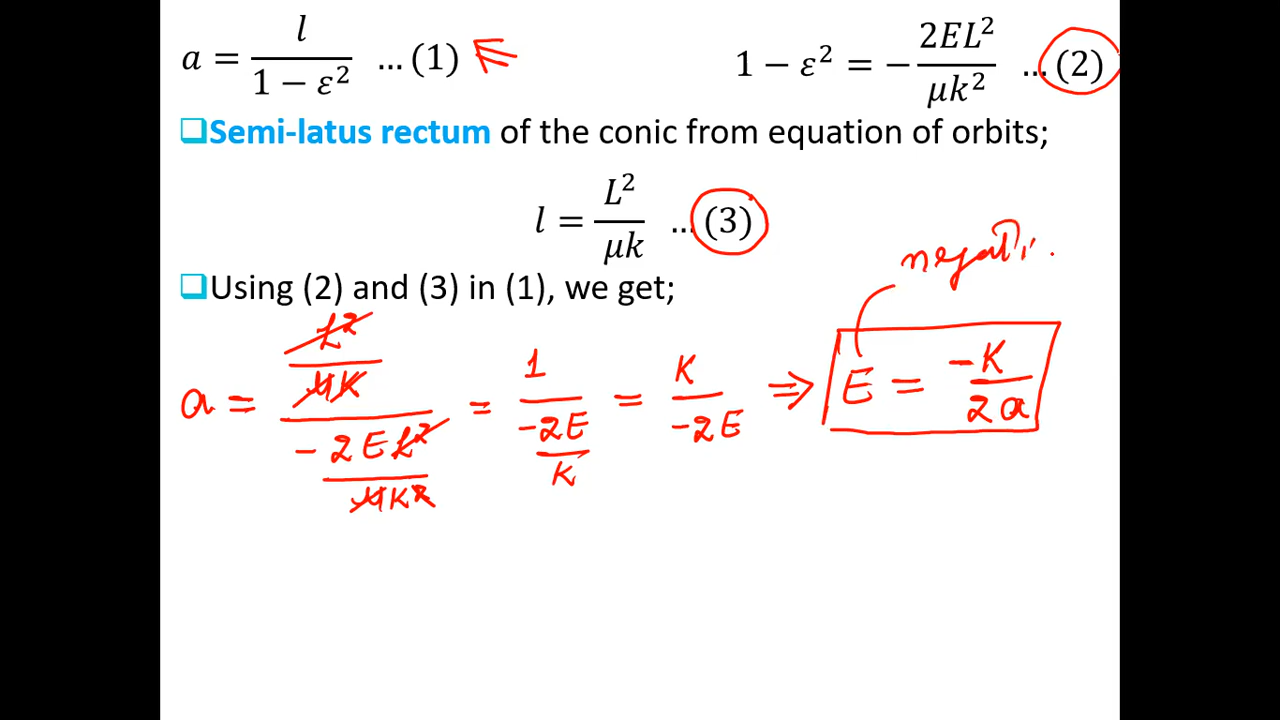 a = l / (1 − ε²) ...(1)    1 − ε² = − 2EL² / μk² ...(2)
❑Semi-latus rectum of the conic from equation of orbits;
l = L² / μk ...(3)
❑Using (2) and (3) in (1), we get;
negati.
a = (L² / μK) / (− 2EL² / μK²) = 1 / (−2E / K) = K / −2E ⇒ E = −K / 2a